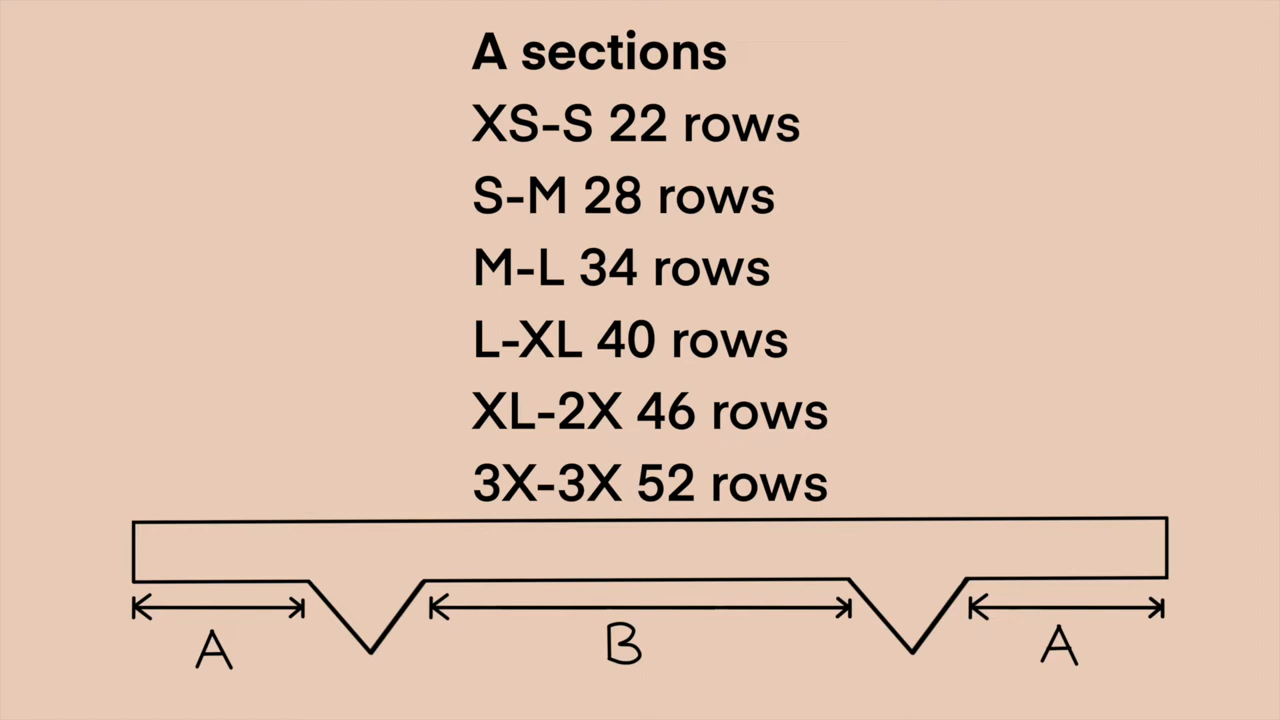 A sections
XS-S 22 rows
S-M 28 rows
M-L 34 rows
L-XL 40 rows
XL-2X 46 rows
3X-3X 52 rows
A B A